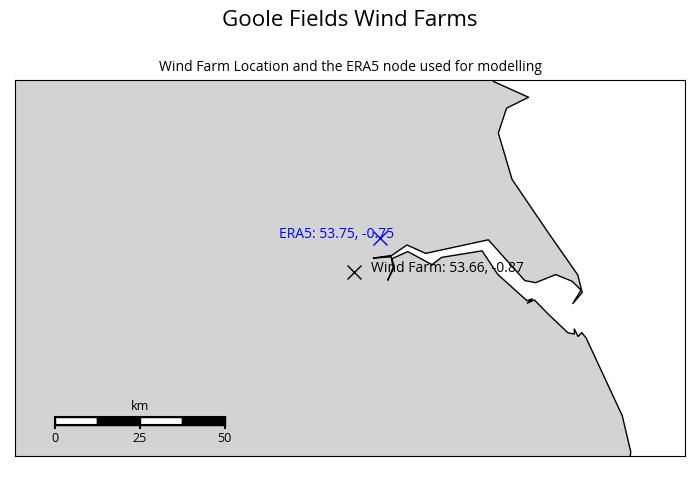 Goole Fields Wind Farms
Wind Farm Location and the ERA5 node used for modelling
ERA5: 53.75, -0.75
Wind Farm: 53.66, -0.87
km
0 25 50